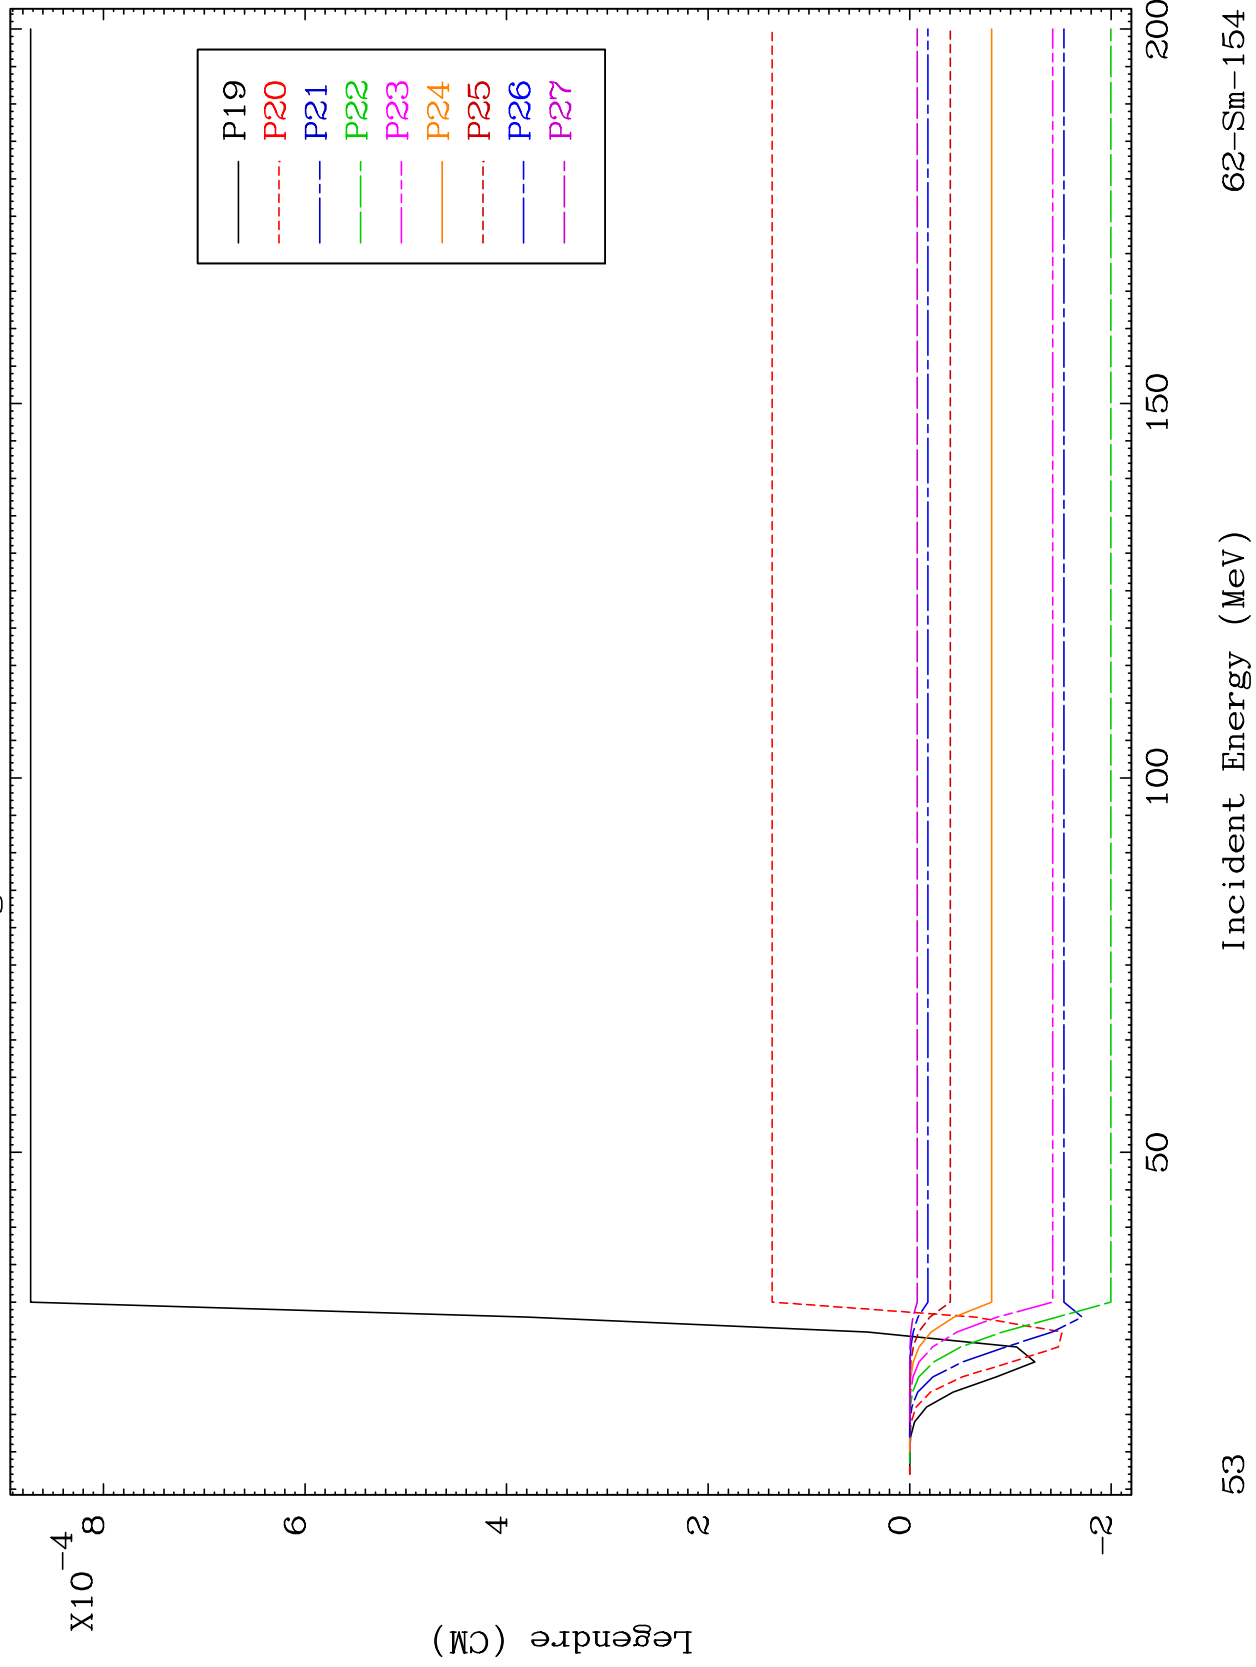 X10-4
8
6
4
2
0
-2
Legendre (CM)
P19
P20
P21
P22
P23
P24
P25
P26
P27
50
100
150
200
53
Incident Energy (MeV)
62-Sm-154